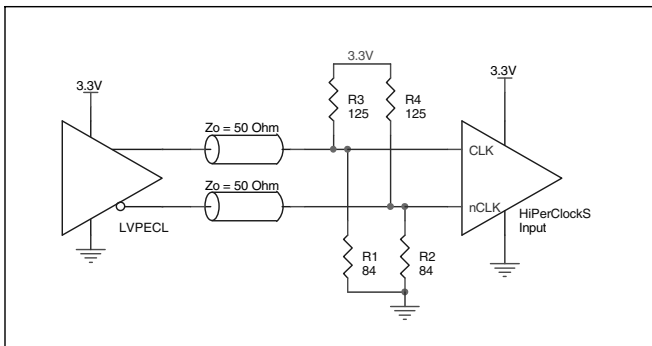 3.3V
3.3V
3.3V
R3
125
R4
125
Zo = 50 Ohm
CLK
Zo = 50 Ohm
nCLK
LVPECL
HiPerClockS
Input
R1
84
R2
84